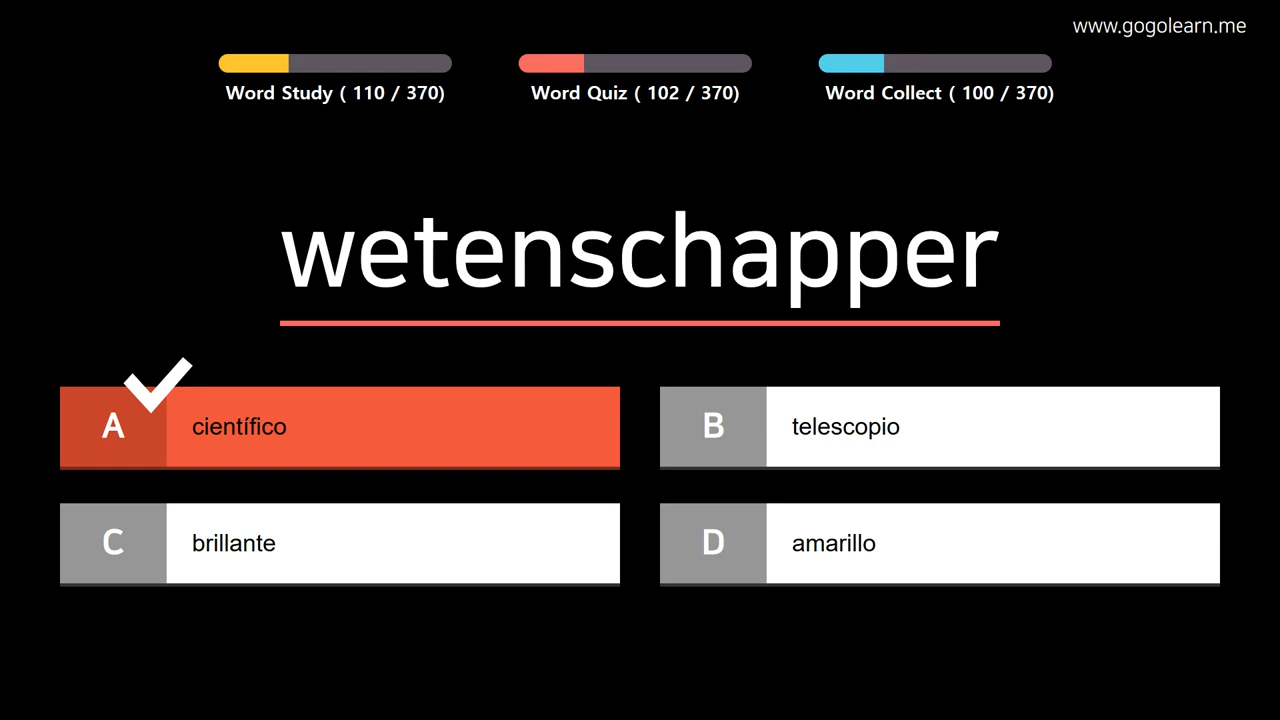 www.gogolearn.me
Word Study ( 110 / 370)
Word Quiz ( 102 / 370)
Word Collect ( 100 / 370)
wetenschapper
A
científico
B
telescopio
C
brillante
D
amarillo